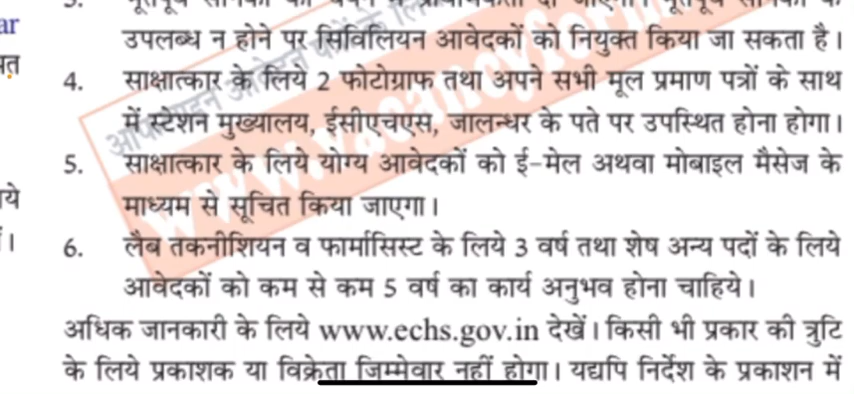 ar
3.
उपलब्ध न होने पर सिविलियन आवेदकों को नियुक्त किया जा सकता है।
4. साक्षात्कार के लिये 2 फोटोग्राफ तथा अपने सभी मूल प्रमाण पत्रों के साथ
में स्टेशन मुख्यालय, ईसीएचएस, जालन्धर के पते पर उपस्थित होना होगा।
5. साक्षात्कार के लिये योग्य आवेदकों को ई-मेल अथवा मोबाइल मैसेज के
माध्यम से सूचित किया जाएगा।
6. लैब तकनीशियन व फार्मासिस्ट के लिये 3 वर्ष तथा शेष अन्य पदों के लिये
आवेदकों को कम से कम 5 वर्ष का कार्य अनुभव होना चाहिये।
अधिक जानकारी के लिये www.echs.gov.in देखें। किसी भी प्रकार की त्रुटि
के लिये प्रकाशक या विक्रेता जिम्मेवार नहीं होगा। यद्यपि निर्देश के प्रकाशन में